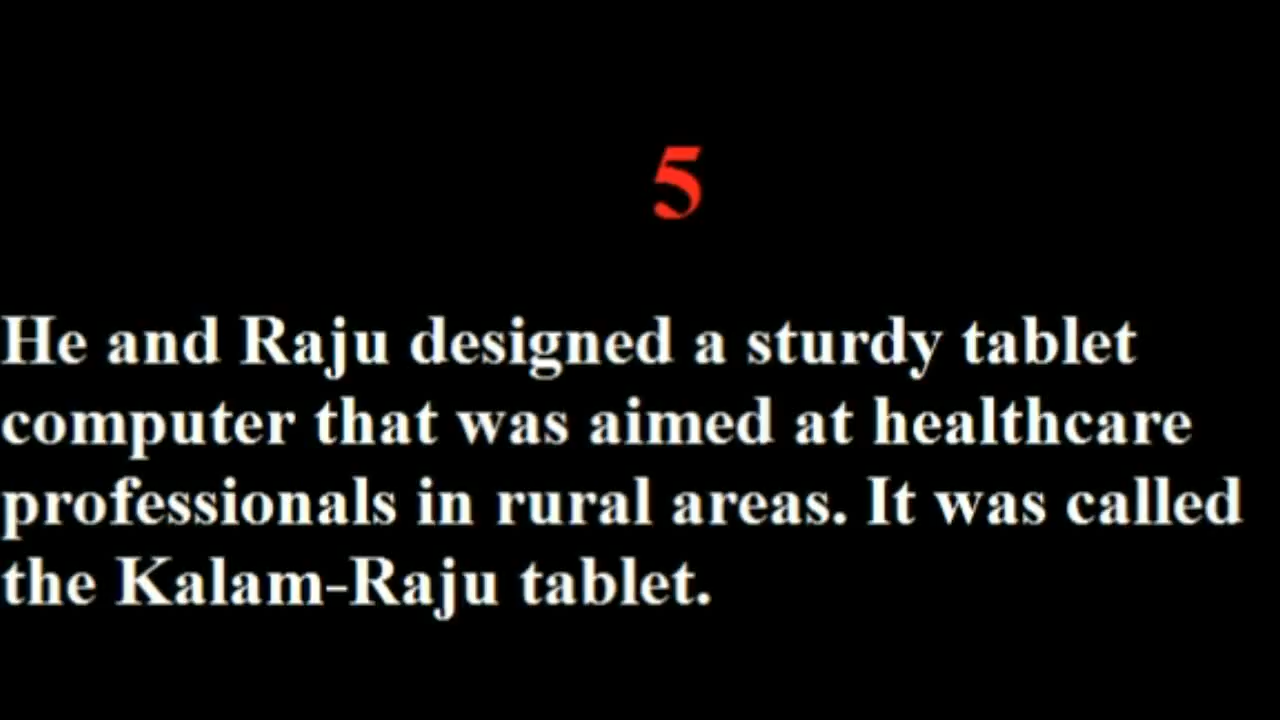 5
He and Raju designed a sturdy tablet
computer that was aimed at healthcare
professionals in rural areas. It was called
the Kalam-Raju tablet.